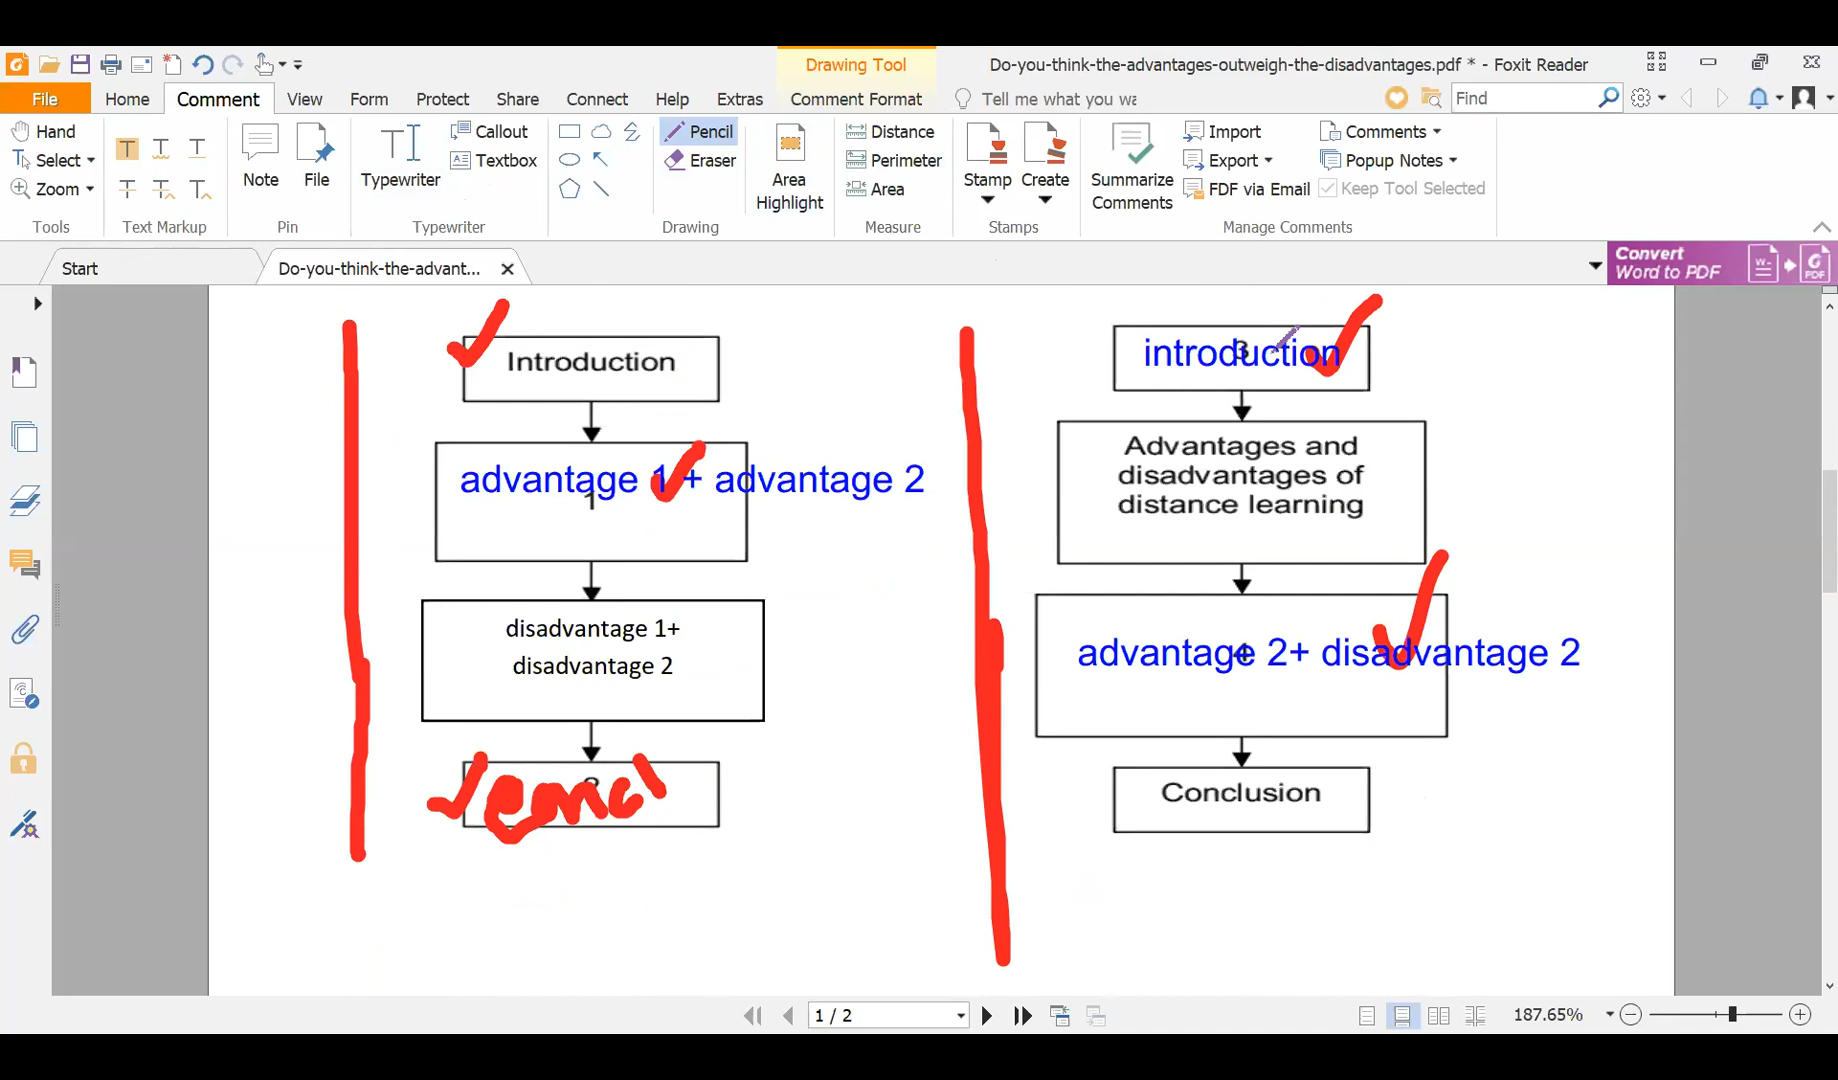 Drawing Tool
Do-you-think-the-advantages-outweigh-the-disadvantages.pdf * - Foxit Reader
File Home Comment View Form Protect Share Connect Help Extras Comment Format Tell me what you wa Find
Hand
Select
Zoom
Tools
Text Markup
Note
File
Pin
Typewriter
Callout
Textbox
Typewriter
Pencil
Eraser
Drawing
Area
Highlight
Distance
Perimeter
Area
Measure
Stamp
Create
Stamps
Summarize
Comments
Import
Export
FDF via Email
Comments
Popup Notes
Keep Tool Selected
Manage Comments
Start
Do-you-think-the-advant...
Convert
Word to PDF
Introduction
advantage 1+ advantage 2
1
disadvantage 1+
disadvantage 2
introduction
3
Advantages and
disadvantages of
distance learning
advantage 2+ disadvantage 2
4
Conclusion
1 / 2
187.65%